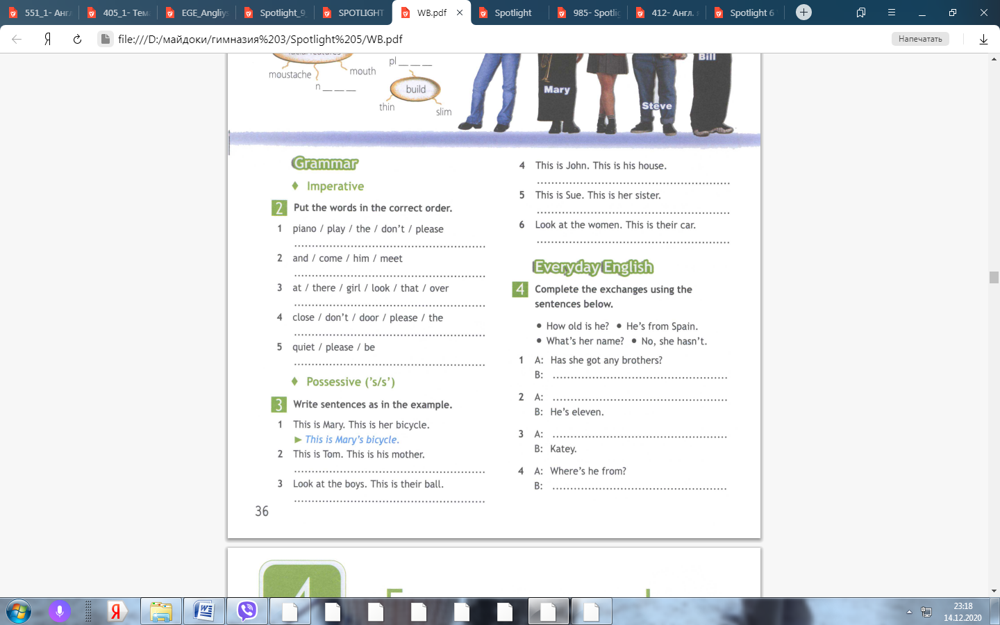 551_1- Англ
405_1- Тема
EGE_Angliys
Spotlight_9
SPOTLIGHT
WB.pdf
Spotlight
985- Spotlig
412- Англ. я
Spotlight 6
file:///D:/майдоки/гимназия%203/Spotlight%205/WB.pdf
Напечатать
moustache
mouth
n _ _ _
pl _ _ _
build
thin
slim
Mary
Steve
Bill
Grammar
Imperative
2 Put the words in the correct order.
1 piano / play / the / don't / please
2 and / come / him / meet
3 at / there / girl / look / that / over
4 close / don't / door / please / the
5 quiet / please / be
Possessive ('s/s')
3 Write sentences as in the example.
1 This is Mary. This is her bicycle.
► This is Mary's bicycle.
2 This is Tom. This is his mother.
3 Look at the boys. This is their ball.
36
4 This is John. This is his house.
5 This is Sue. This is her sister.
6 Look at the women. This is their car.
Everyday English
4 Complete the exchanges using the
sentences below.
• How old is he? • He's from Spain.
• What's her name? • No, she hasn't.
1 A: Has she got any brothers?
B: ..................................................
2 A: ..................................................
B: He's eleven.
3 A: ..................................................
B: Katey.
4 A: Where's he from?
B: ..................................................
4
23:18
14.12.2020